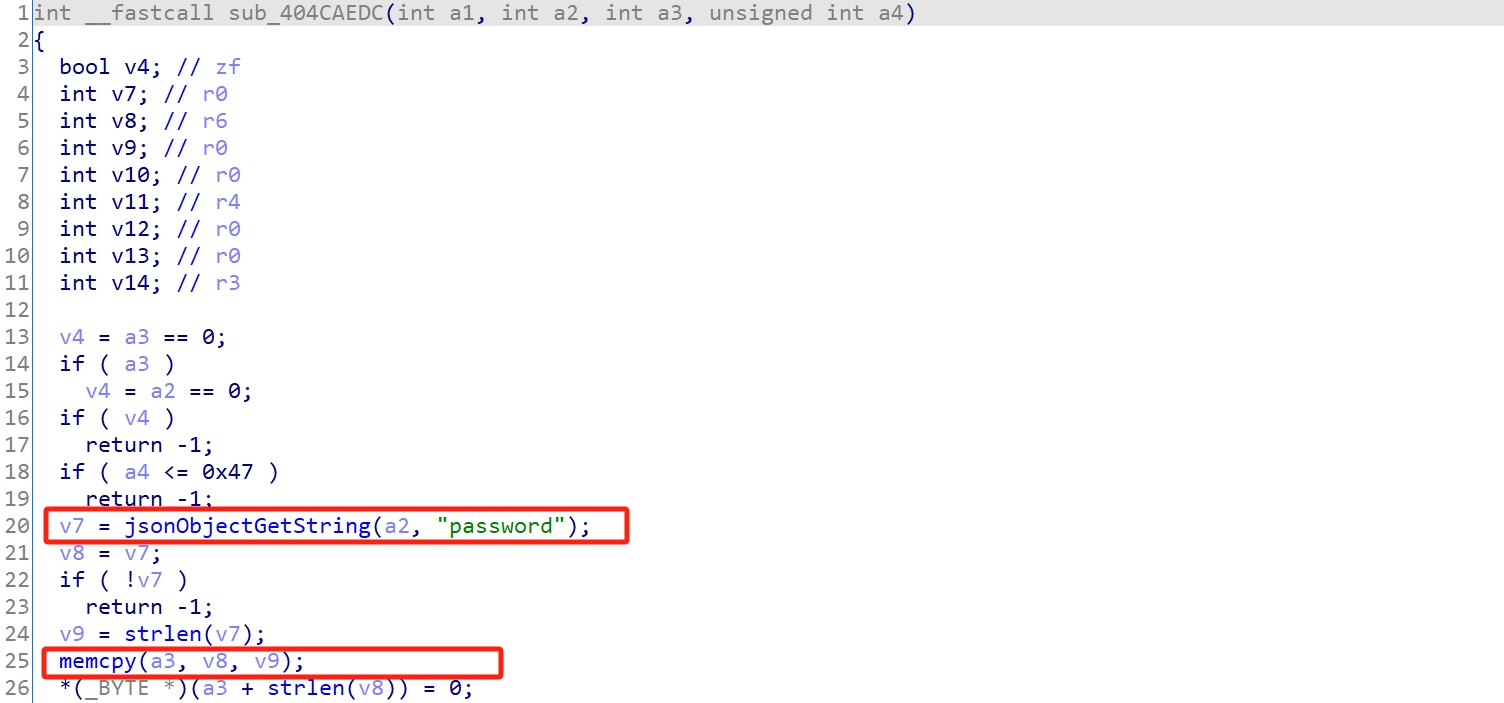 1 int __fastcall sub_404CAEDC(int a1, int a2, int a3, unsigned int a4)
2 {
3   bool v4; // zf
4   int v7; // r0
5   int v8; // r6
6   int v9; // r0
7   int v10; // r0
8   int v11; // r4
9   int v12; // r0
10   int v13; // r0
11   int v14; // r3
12
13   v4 = a3 == 0;
14   if ( a3 )
15     v4 = a2 == 0;
16   if ( v4 )
17     return -1;
18   if ( a4 <= 0x47 )
19     return -1;
20   v7 = jsonObjectGetString(a2, "password");
21   v8 = v7;
22   if ( !v7 )
23     return -1;
24   v9 = strlen(v7);
25   memcpy(a3, v8, v9);
26   *(_BYTE *)(a3 + strlen(v8)) = 0;